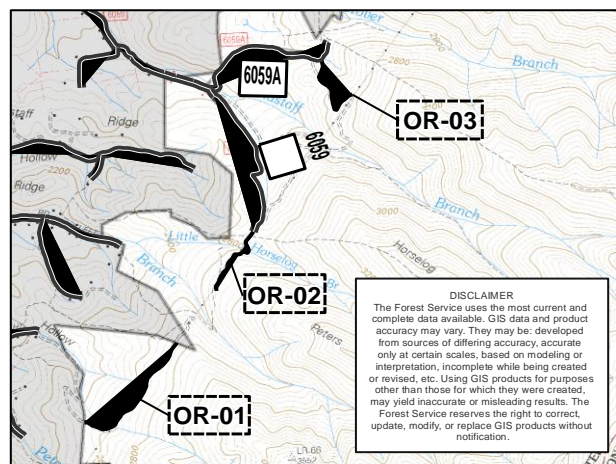 6059A
2800
Branch
2600
6059A
OR-03
Ridge
6059
Hollow
Ridge
2200
3000
Branch
Little
2800
Horselog
Branch
Horselog
OR-02
Peters
Hollow
OR-01
DISCLAIMER
The Forest Service uses the most current and
complete data available. GIS data and product
accuracy may vary. They may be: developed
from sources of differing accuracy, accurate
only at certain scales, based on modeling or
interpretation, incomplete while being created
or revised, etc. Using GIS products for purposes
other than those for which they were created,
may yield inaccurate or misleading results. The
Forest Service reserves the right to correct,
update, modify, or replace GIS products without
notification.